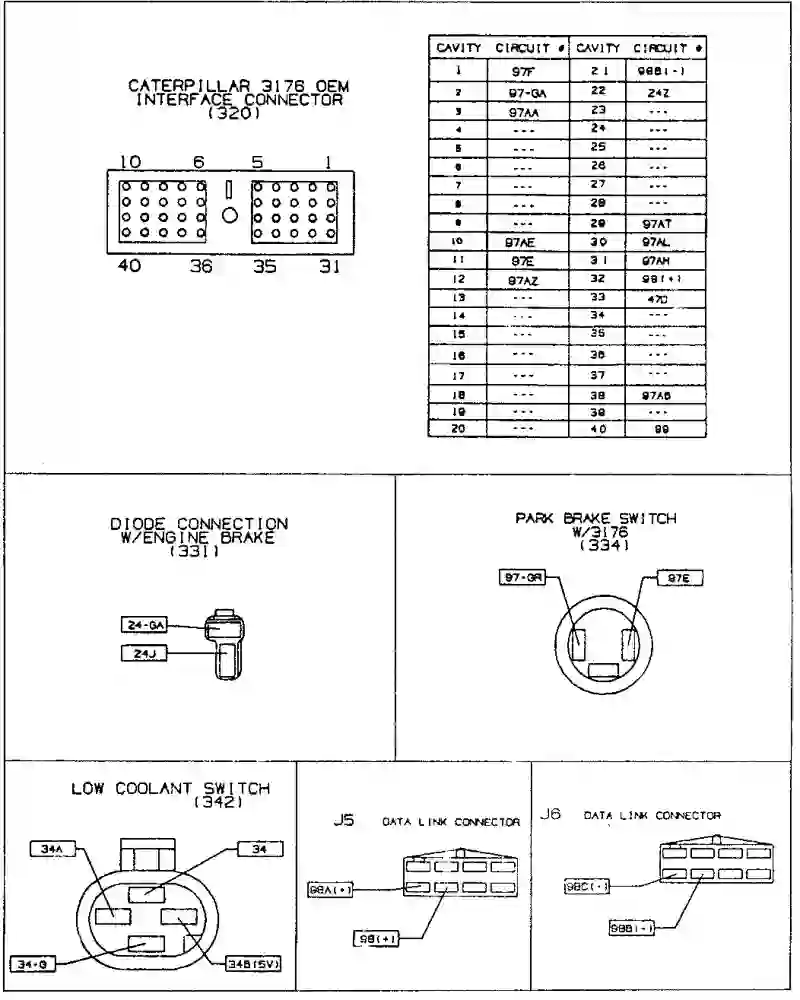 CATERPILLAR 3176 OEM
INTERFACE CONNECTOR
(320)
10 6 5 1
40 36 35 31
CAVITY CIRCUIT # CAVITY CIRCUIT #
1 97F 21 98B(-)
2 97-GA 22 24Z
3 97AA 23 ---
4 --- 24 ---
5 --- 25 ---
6 --- 26 ---
7 --- 27 ---
8 --- 28 ---
9 --- 29 97AT
10 97AE 30 97AL
11 97E 31 97AH
12 97AZ 32 98(+)
13 --- 33
14 --- 34 ---
15 --- 35 ---
16 --- 36 ---
17 --- 37 ---
18 --- 38
19 --- 39 ---
20 --- 40
DIODE CONNECTION
W/ENGINE BRAKE
(331)
24-GA
24J
PARK BRAKE SWITCH
W/3176
(334)
97-GR 97E
LOW COOLANT SWITCH
(342)
34A 34
34-G 34B(5V)
J5 DATA LINK CONNECTOR
98A(+)
98(+)
J6 DATA LINK CONNECTOR
98C(-)
98B(-)